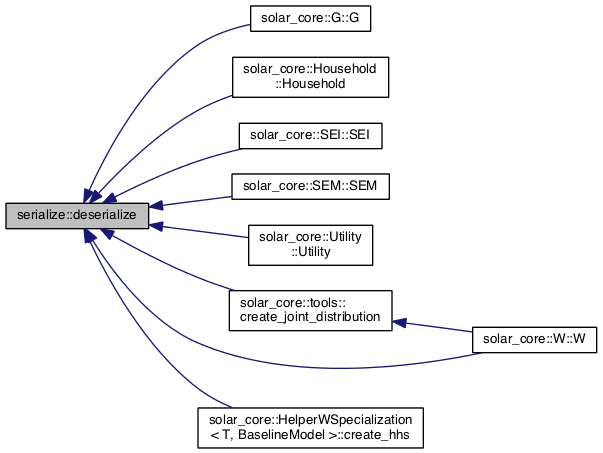 solar_core::G::G
solar_core::Household
::Household
solar_core::SEI::SEI
solar_core::SEM::SEM
serialize::deserialize
solar_core::Utility
::Utility
solar_core::tools::
create_joint_distribution
solar_core::W::W
solar_core::HelperWSpecialization
< T, BaselineModel >::create_hhs